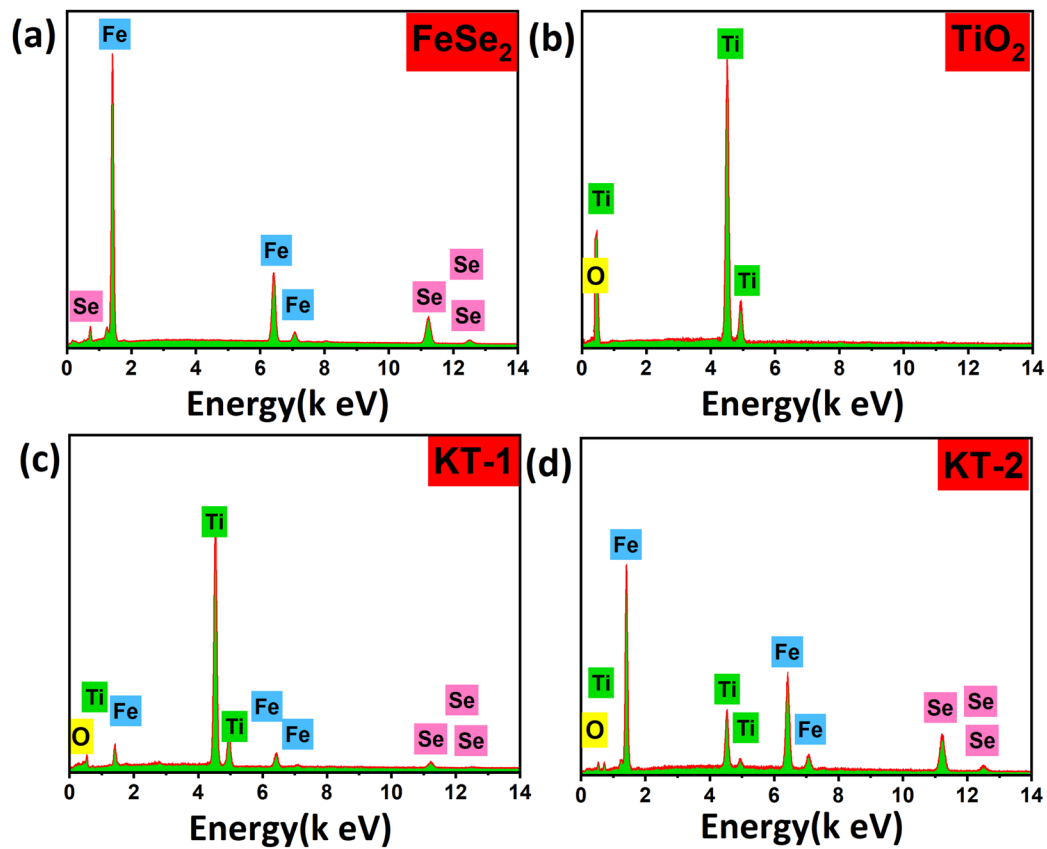 (a)
FeSe₂
Fe
Fe
Se
Se
Fe
Se
Se
0 2 4 6 8 10 12 14
Energy(k eV)
(b)
TiO₂
Ti
Ti
O
Ti
0 2 4 6 8 10 12 14
Energy(k eV)
(c)
KT-1
Ti
Ti
Fe
Fe
Se
O
Ti
Fe
Se
Se
0 2 4 6 8 10 12 14
Energy(k eV)
(d)
KT-2
Fe
Fe
Ti
Ti
Se
Se
O
Ti
Fe
Se
0 2 4 6 8 10 12 14
Energy(k eV)